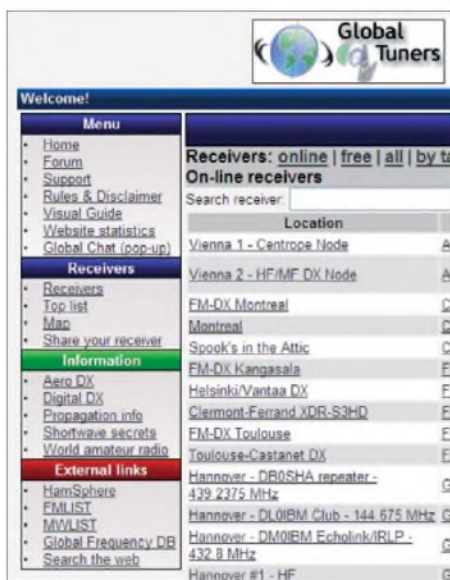 Global
Tuners
Welcome!
Menu
Home
Forum
Support
Rules & Disclaimer
Visual Guide
Website statistics
Global Chat (pop-up)
Receivers
Receivers
Top list
Map
Share your receiver
Information
Aero DX
Digital DX
Propagation info
Shortwave secrets
World amateur radio
External links
HamSphere
FMLIST
MWLIST
Global Frequency DB
Search the web
Receivers: online | free | all | by ta
On-line receivers
Search receiver:
Location
Vienna 1 - Centrope Node
Vienna 2 - HF/MF DX Node
FM-DX Montreal
Montreal
Spook's in the Attic
FM-DX Kangasala
Helsinki/Vantaa DX
Clermont-Ferrand XDR-S3HD
FM-DX Toulouse
Toulouse-Castanet DX
Hannover - DB0SHA repeater -
439.2375 MHz
Hannover - DL0IBM Club - 144.675 MHz
Hannover - DM0IBM Echolink/IRLP -
432.8 MHz
Hannover #1 - HF